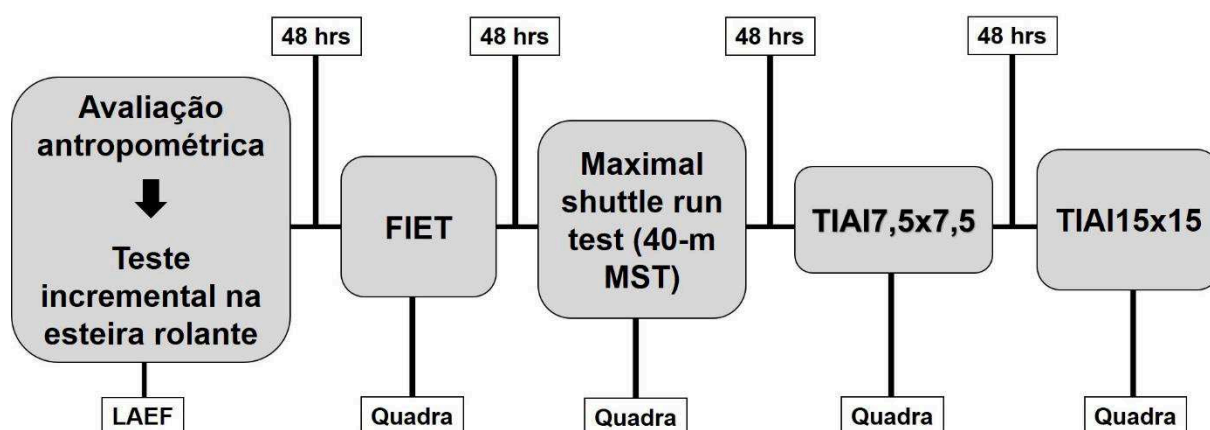 48 hrs
48 hrs
48 hrs
48 hrs
Avaliação
antropométrica
Teste
incremental na
esteira rolante
FIET
Maximal
shuttle run
test (40-m
MST)
TIAI7,5x7,5
TIAI15x15
LAEF
Quadra
Quadra
Quadra
Quadra